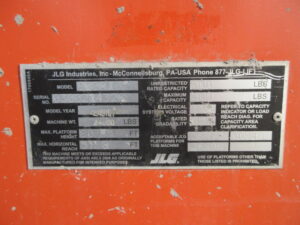 JLG Industries, Inc - McConnellsburg, PA-USA Phone 877-JLG-LIFT
MODEL
SERIAL NO.
MODEL YEAR
MACHINE WT. LBS
MAX. PLATFORM HEIGHT FT
MAX. HORIZONTAL REACH
THIS MACHINE MEETS OR EXCEEDS APPLICABLE
REQUIREMENTS OF ANSI AS ORIGINALLY
MANUFACTURED FOR INTENDED APPLICATIONS
UNRESTRICTED RATED CAPACITY LBS
MAXIMUM CAPACITY LBS
ELECTRICAL SYSTEM VOLTAGE
RATED GRADEABILITY
REFER TO CAPACITY
INDICATOR OR LOAD
REACH DIAG. FOR
CAPACITY AREA
CLARIFICATION.
ACCEPTABLE JLG
PLATFORMS FOR
THIS MACHINE
JLG
USE OF PLATFORMS OTHER THAN
THOSE LISTED IS PROHIBITED.